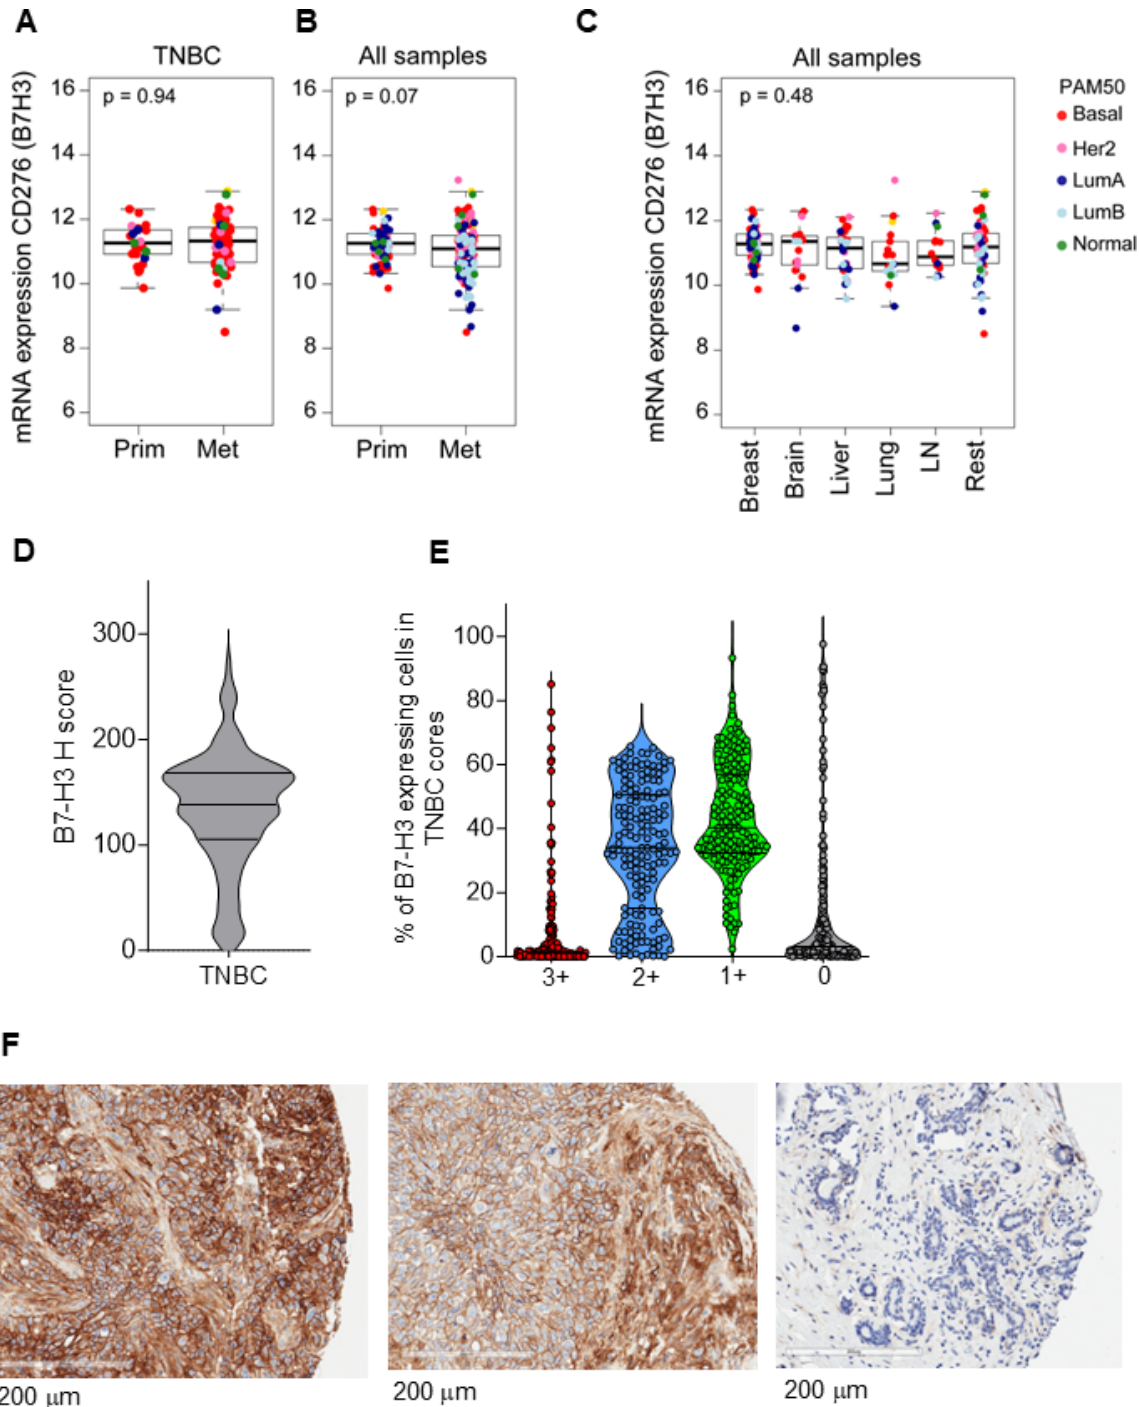 A
B
C
TNBC
All samples
All samples
mRNA expression CD276 (B7H3)
16
14
12
10
8
6
p = 0.94
Prim
Met
16
14
12
10
8
6
p = 0.07
Prim
Met
mRNA expression CD276 (B7H3)
16
14
12
10
8
6
p = 0.48
Breast
Brain
Liver
Lung
LN
Rest
PAM50
Basal
Her2
LumA
LumB
Normal
D
B7-H3 H score
300
200
100
0
TNBC
E
% of B7-H3 expressing cells in
TNBC cores
100
80
60
40
20
0
3+
2+
1+
0
F
200 µm
200 µm
200 µm